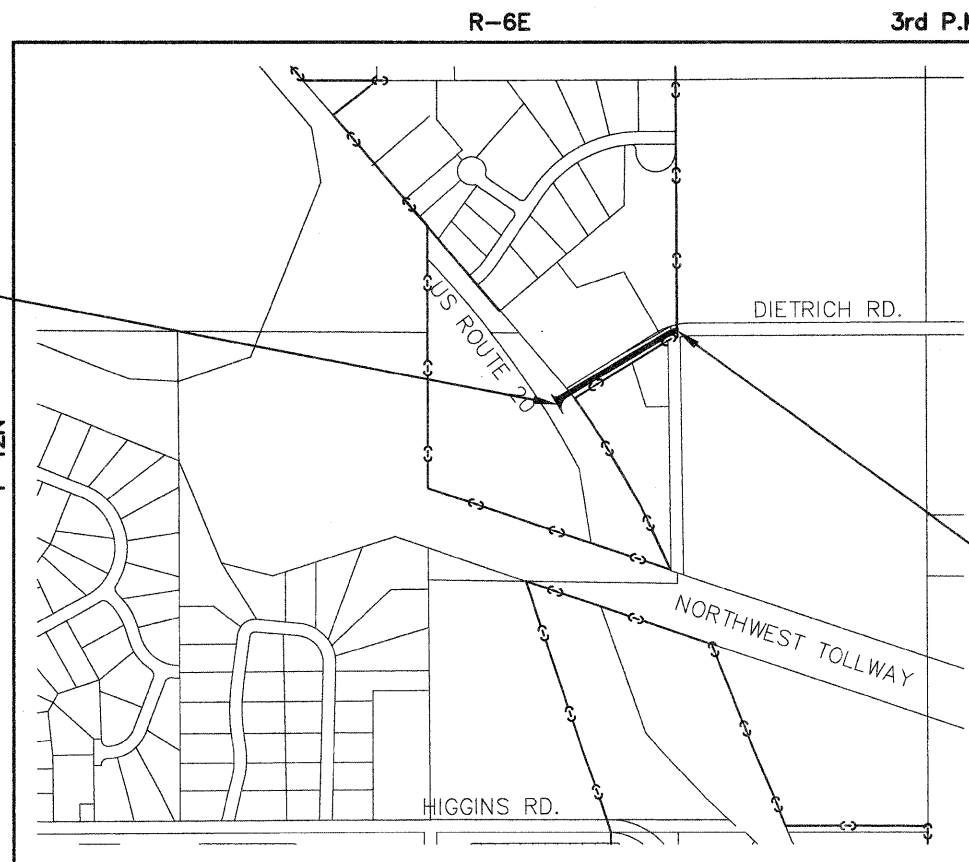 R-6E
3rd P.
DIETRICH RD.
US ROUTE 20
NORTHWEST TOLLWAY
HIGGINS RD.